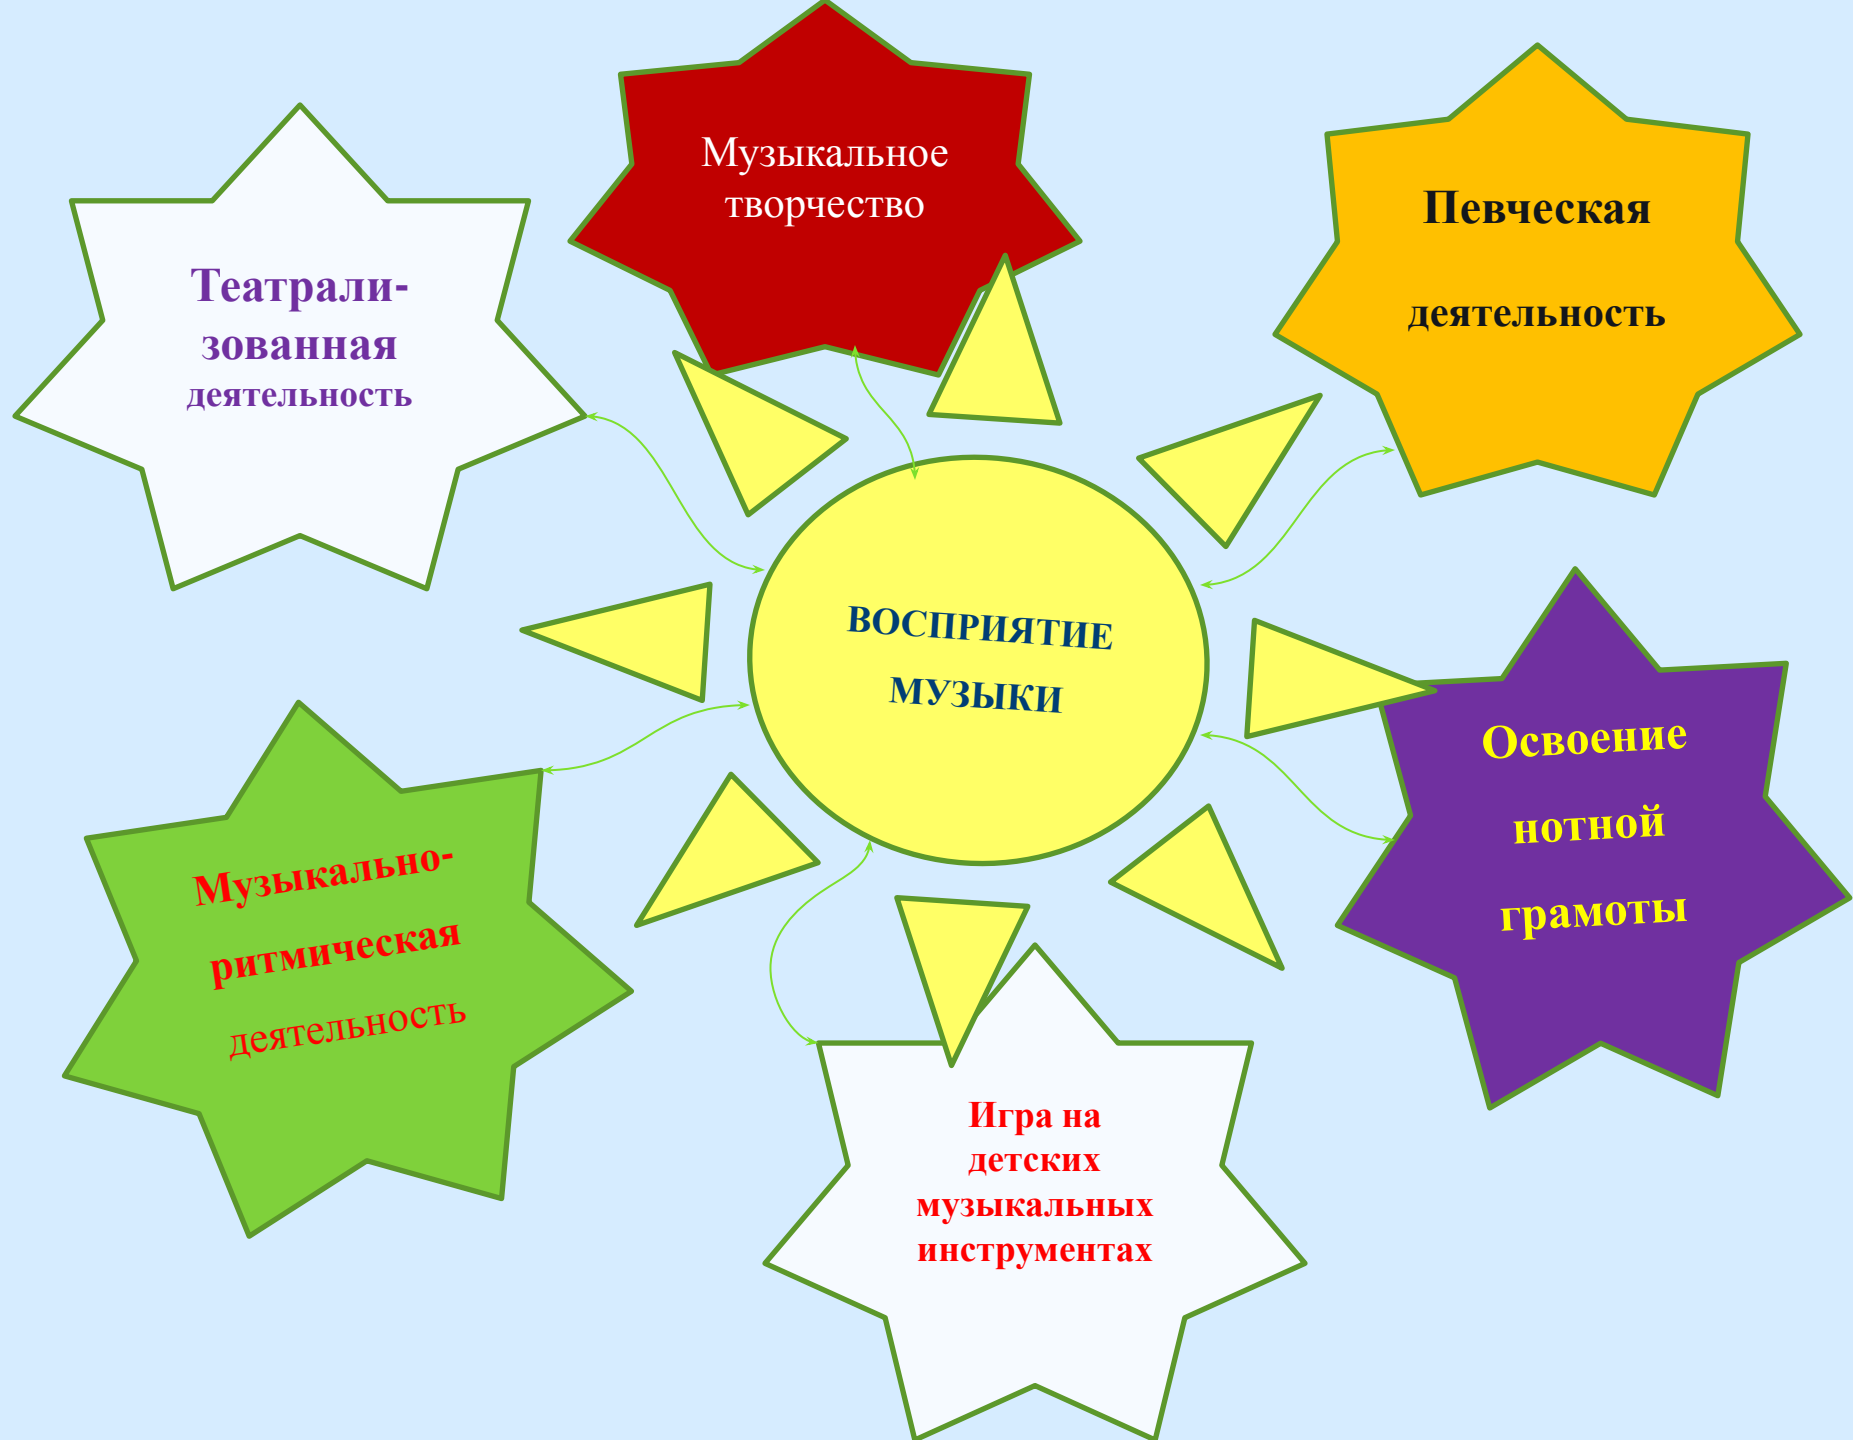 Музыкальное
творчество
Певческая
деятельность
Театрали-
зованная
деятельность
ВОСПРИЯТИЕ
МУЗЫКИ
Освоение
нотной
грамоты
Музыкально-
ритмическая
деятельность
Игра на
детских
музыкальных
инструментах